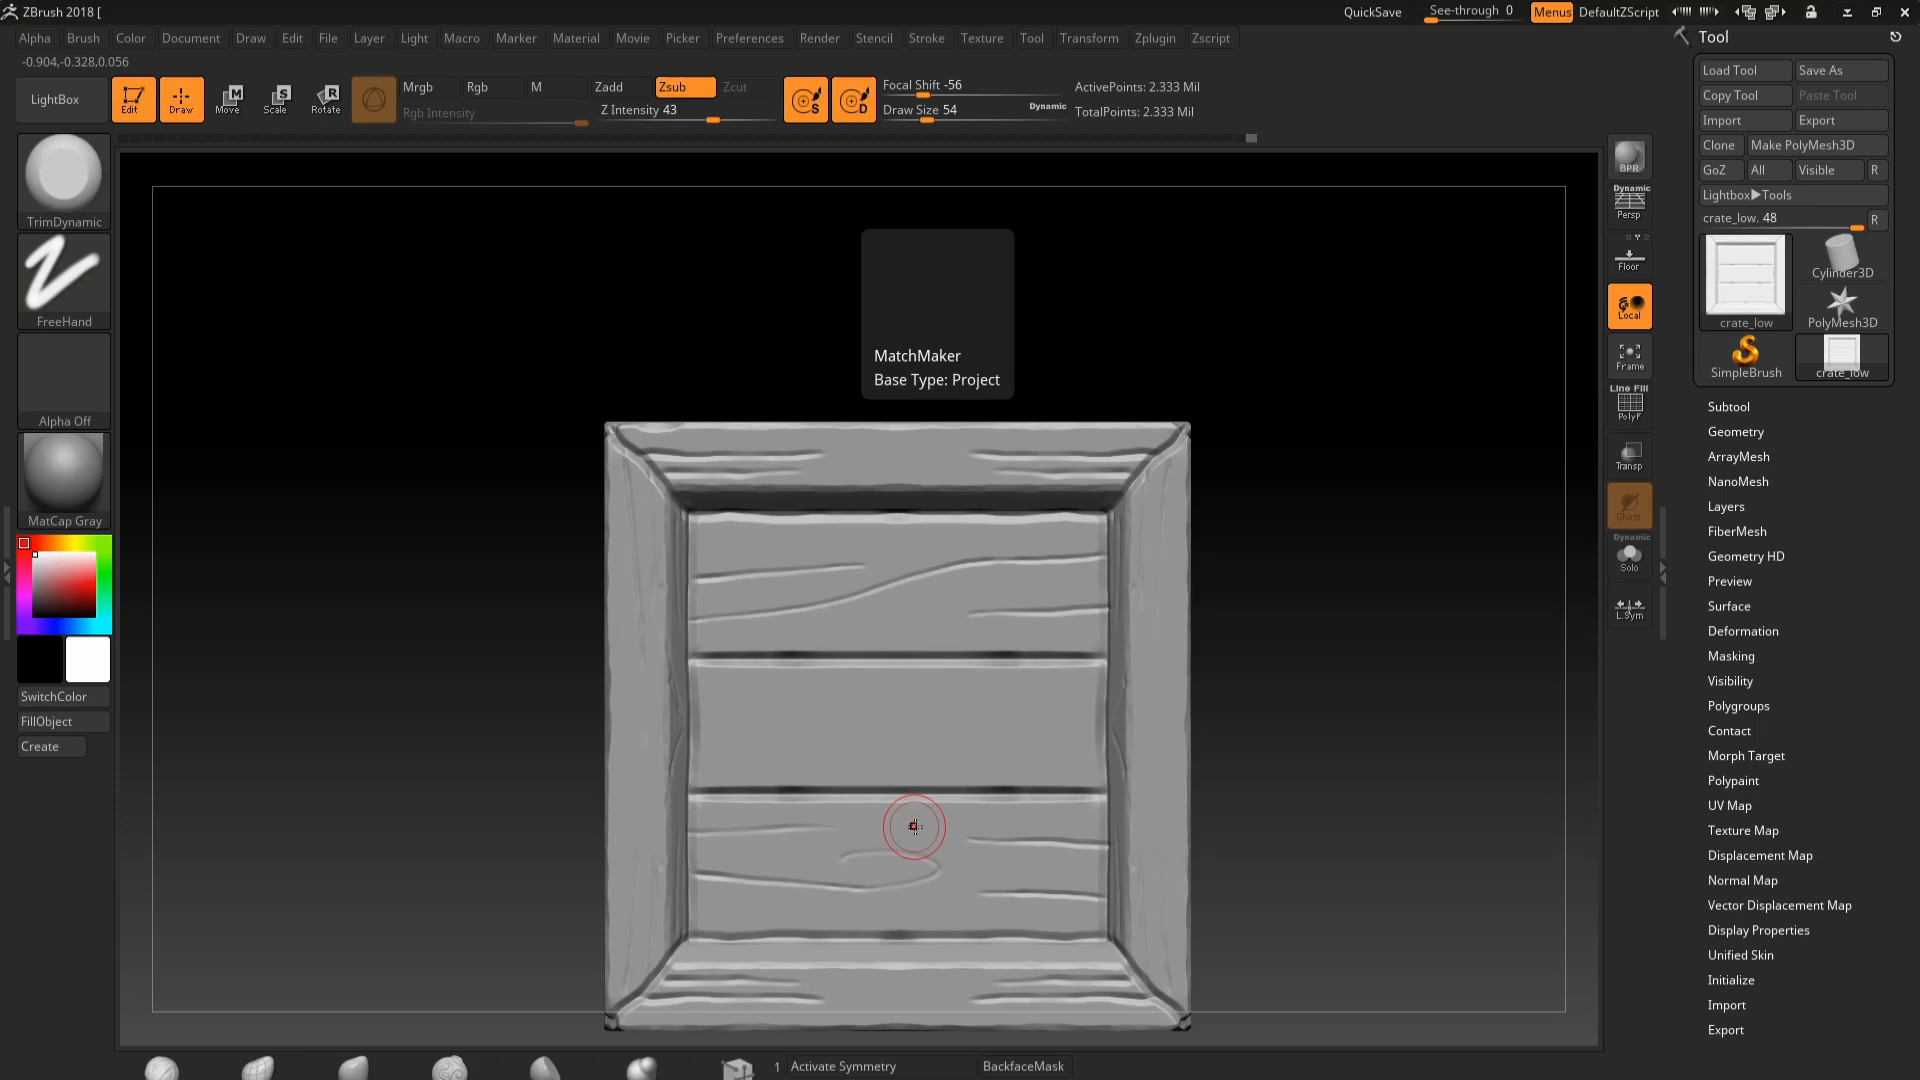 ZBrush 2018 [
QuickSave
See-through 0
Menus
DefaultZScript
Alpha Brush Color Document Draw Edit File Layer Light Macro Marker Material Movie Picker Preferences Render Stencil Stroke Texture Tool Transform Zplugin Zscript
-0.904,-0.328,0.056
LightBox
Edit
Draw
Move
Scale
Rotate
Mrgb Rgb M
Rgb Intensity
Zadd Zsub Zcut
Z Intensity 43
Focal Shift -56
Draw Size 54
Dynamic
ActivePoints: 2.333 Mil
TotalPoints: 2.333 Mil
TrimDynamic
FreeHand
Alpha Off
MatCap Gray
SwitchColor
FillObject
Create
MatchMaker
Base Type: Project
1 Activate Symmetry
BackfaceMask
BPR
Dynamic
Persp
Floor
Local
Frame
Line Fill
PolyF
Transp
Ghost
Dynamic
Solo
L.Sym
Tool
Load Tool
Save As
Copy Tool
Paste Tool
Import
Export
Clone
Make PolyMesh3D
GoZ
All
Visible
R
Lightbox▶Tools
crate_low. 48
R
crate_low
Cylinder3D
PolyMesh3D
SimpleBrush
crate_low
Subtool
Geometry
ArrayMesh
NanoMesh
Layers
FiberMesh
Geometry HD
Preview
Surface
Deformation
Masking
Visibility
Polygroups
Contact
Morph Target
Polypaint
UV Map
Texture Map
Displacement Map
Normal Map
Vector Displacement Map
Display Properties
Unified Skin
Initialize
Import
Export